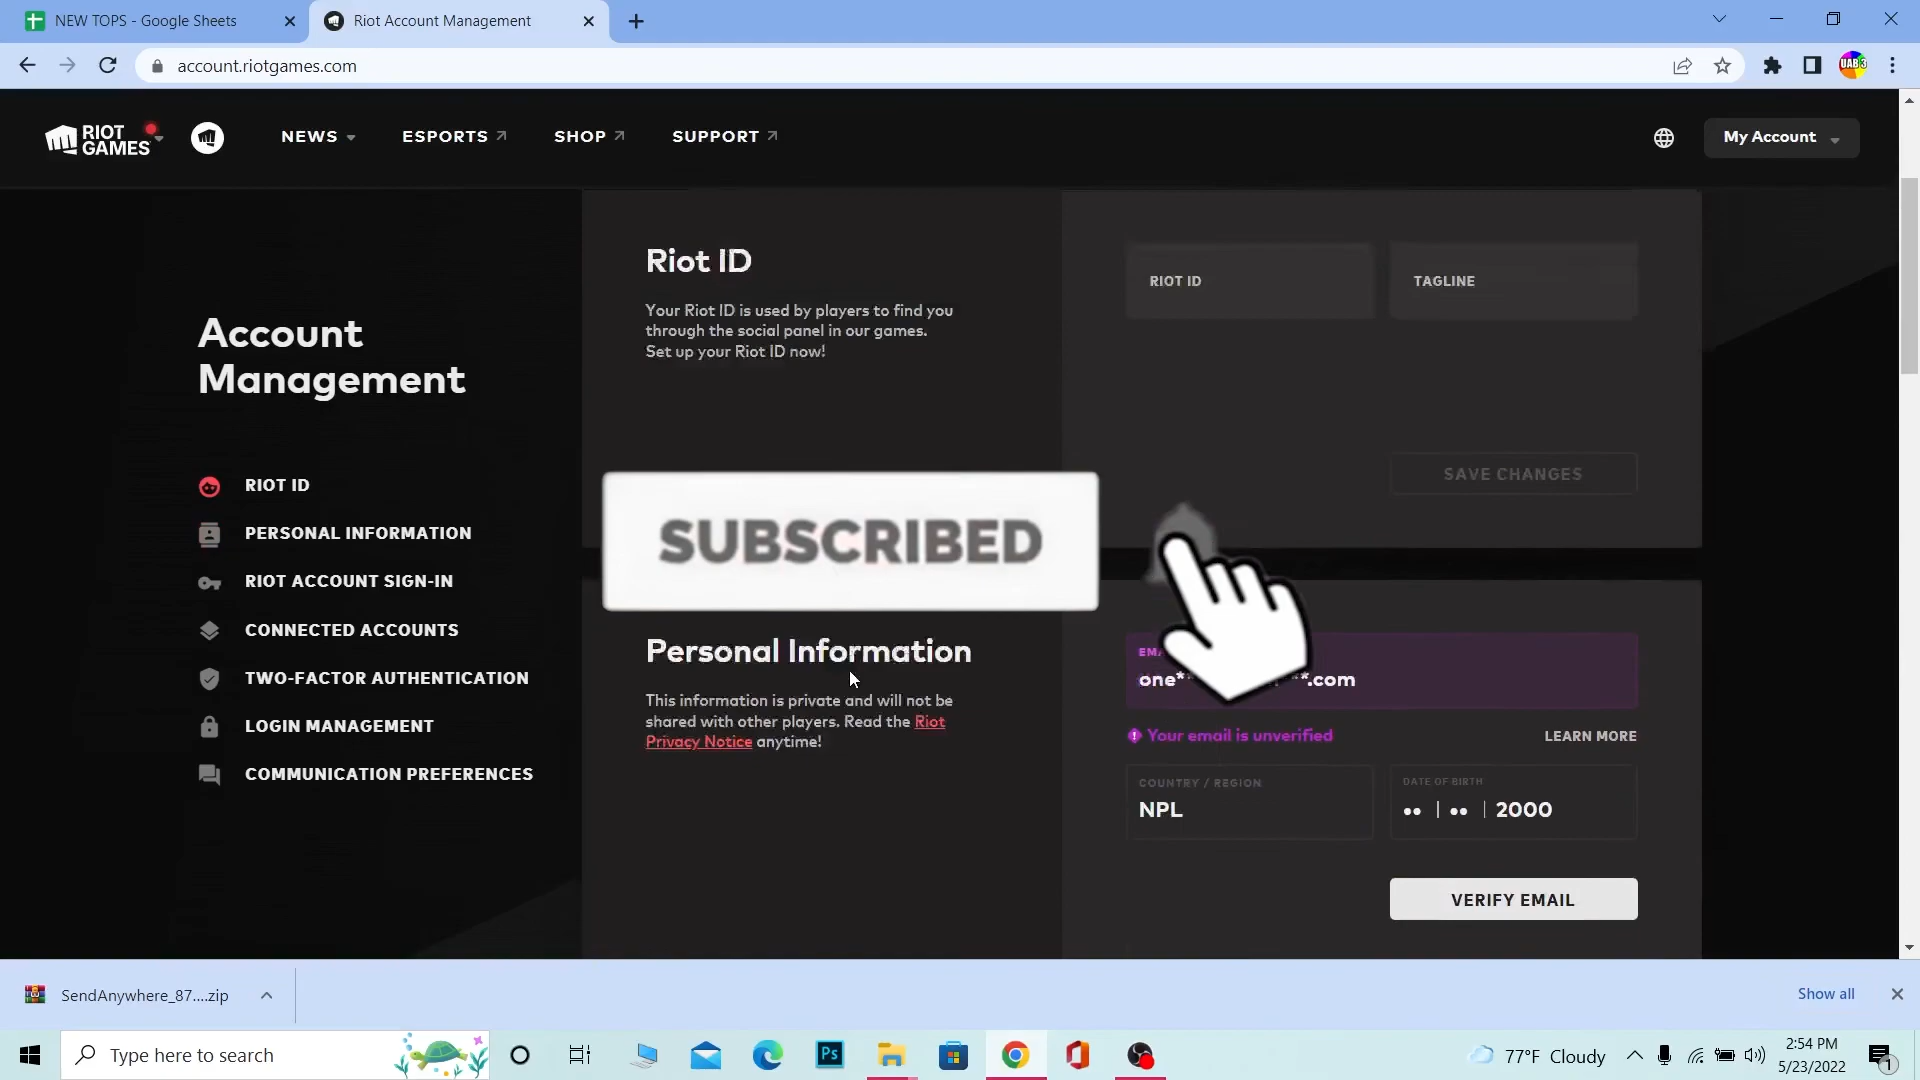 NEW TOPS - Google Sheets
Riot Account Management
account.riotgames.com
UAB 3
RIOT GAMES
NEWS
ESPORTS
SHOP
SUPPORT
My Account
Account
Management
RIOT ID
PERSONAL INFORMATION
RIOT ACCOUNT SIGN-IN
CONNECTED ACCOUNTS
TWO-FACTOR AUTHENTICATION
LOGIN MANAGEMENT
COMMUNICATION PREFERENCES
Riot ID
Your Riot ID is used by players to find you
through the social panel in our games.
Set up your Riot ID now!
RIOT ID
TAGLINE
SAVE CHANGES
SUBSCRIBED
Personal Information
This information is private and will not be
shared with other players. Read the Riot
Privacy Notice anytime!
one*
**.com
Your email is unverified
LEARN MORE
COUNTRY / REGION
NPL
DATE OF BIRTH
•• | •• | 2000
VERIFY EMAIL
SendAnywhere_87....zip
Show all
Type here to search
Ps
77°F Cloudy
2:54 PM
5/23/2022
1